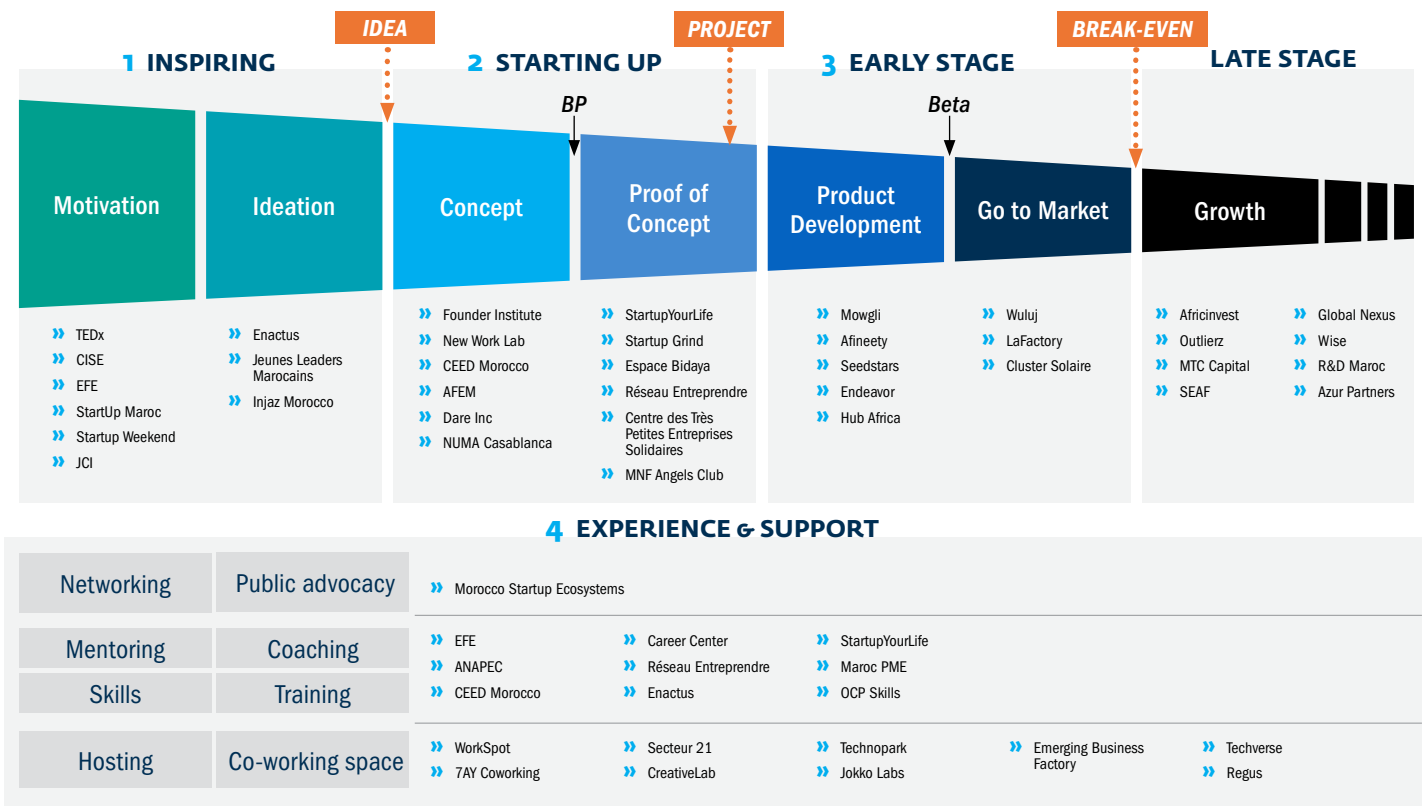 IDEA
PROJECT
BREAK-EVEN
1 INSPIRING
2 STARTING UP
3 EARLY STAGE
LATE STAGE
BP
Beta
Motivation
Ideation
Concept
Proof of
Concept
Product
Development
Go to Market
Growth
» TEDx
» CISE
» EFE
» StartUp Maroc
» Startup Weekend
» JCI
» Enactus
» Jeunes Leaders
Marocains
» Injaz Morocco
» Founder Institute
» New Work Lab
» CEED Morocco
» AFEM
» Dare Inc
» NUMA Casablanca
» StartupYourLife
» Startup Grind
» Espace Bidaya
» Réseau Entreprendre
» Centre des Très
Petites Entreprises
Solidaires
» MNF Angels Club
» Mowgli
» Afineety
» Seedstars
» Endeavor
» Hub Africa
» Wuluj
» LaFactory
» Cluster Solaire
» Africinvest
» Outlierz
» MTC Capital
» SEAF
» Global Nexus
» Wise
» R&D Maroc
» Azur Partners
4 EXPERIENCE & SUPPORT
Networking
Public advocacy
» Morocco Startup Ecosystems
Mentoring
Coaching
Skills
Training
» EFE
» ANAPEC
» CEED Morocco
» Career Center
» Réseau Entreprendre
» Enactus
» StartupYourLife
» Maroc PME
» OCP Skills
Hosting
Co-working space
» WorkSpot
» 7AY Coworking
» Secteur 21
» CreativeLab
» Technopark
» Jokko Labs
» Emerging Business
Factory
» Techverse
» Regus